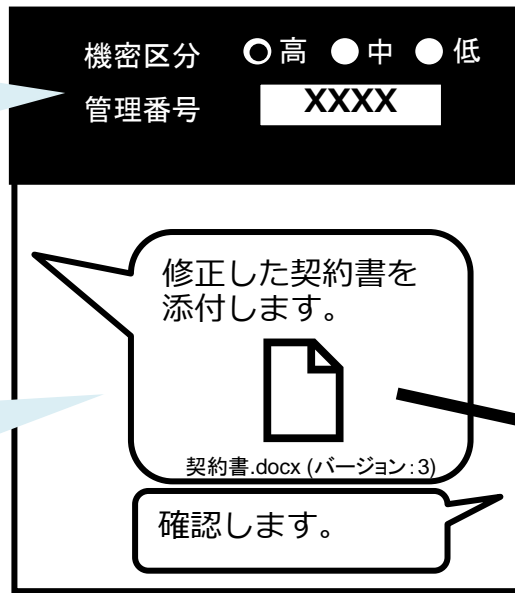 機密区分 高 中 低
管理番号 XXXX
修正した契約書を
添付します。
契約書.docx (バージョン:3)
確認します。